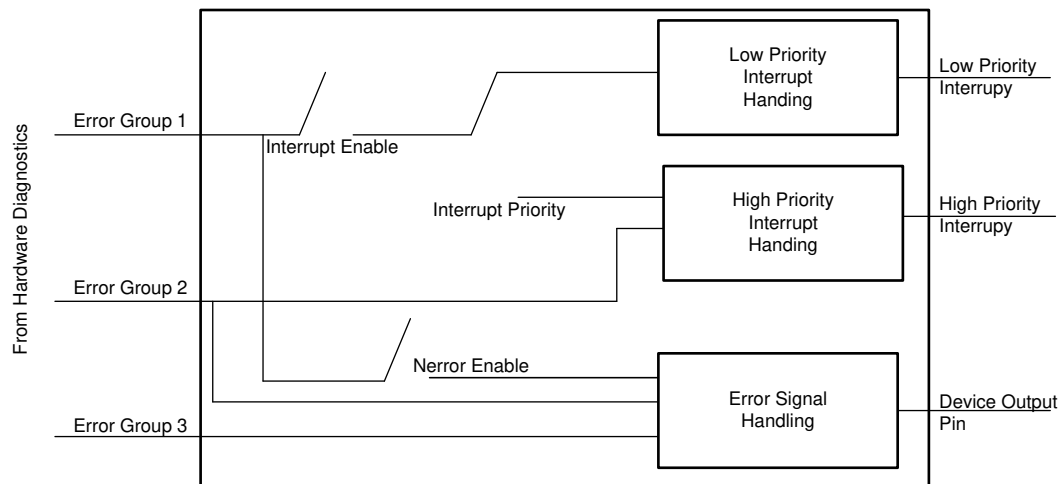 From Hardware Diagnostics
Error Group 1
Interrupt Enable
Low Priority
Interrupt
Handing
Low Priority
Interrupy
Interrupt Priority
High Priority
Interrupt
Handing
High Priority
Interrupy
Error Group 2
Nerror Enable
Error Signal
Handling
Device Output
Pin
Error Group 3